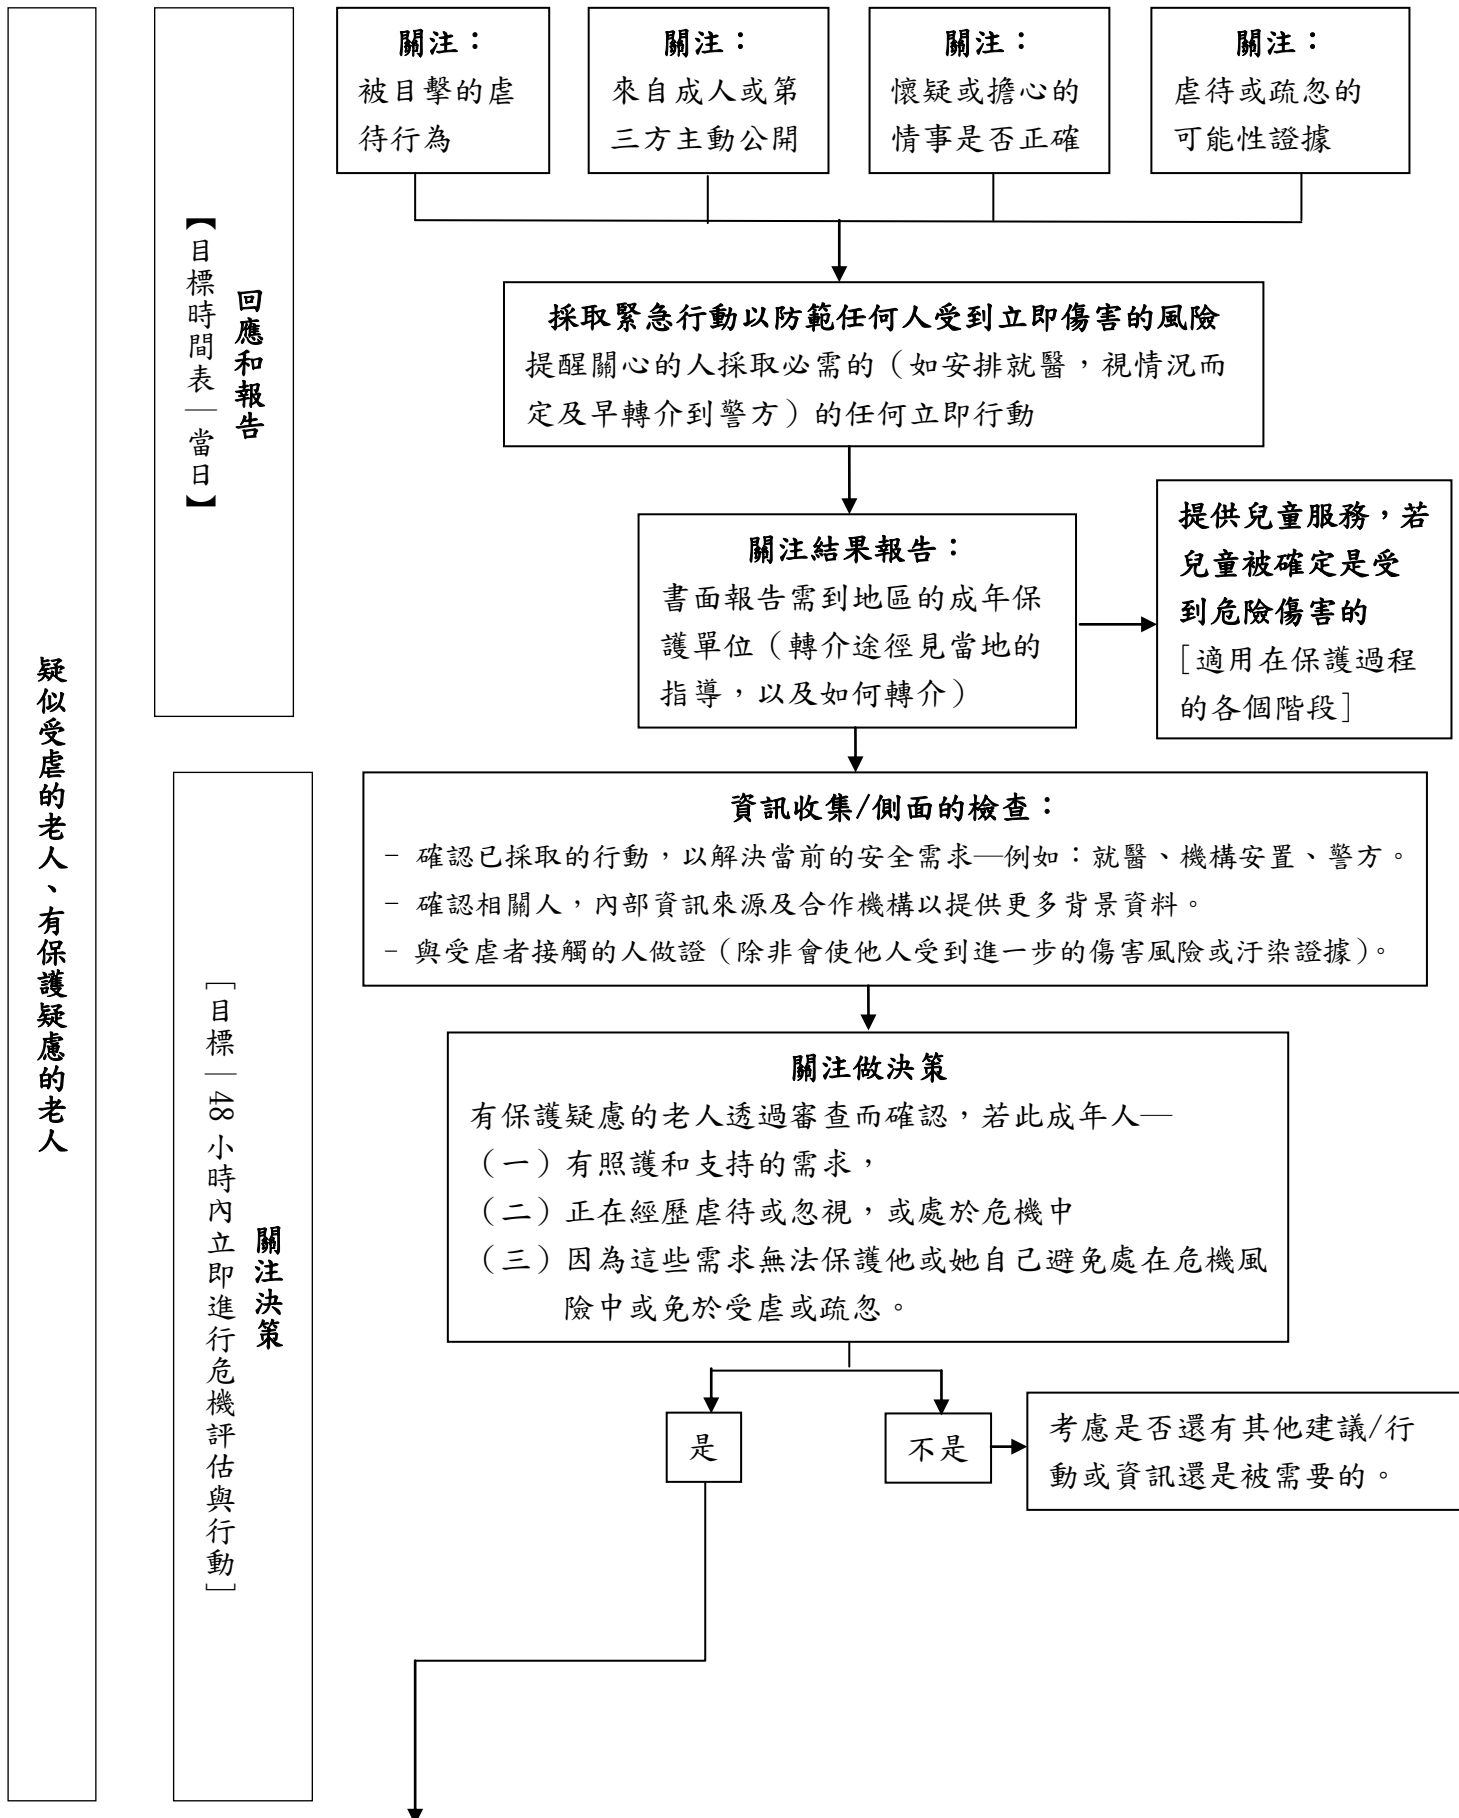 疑似受虐的老人、有保護疑慮的老人
回應和報告
【目標時間表—當日】
關注：
被目擊的虐
待行為
關注：
來自成人或第
三方主動公開
關注：
懷疑或擔心的
情事是否正確
關注：
虐待或疏忽的
可能性證據
採取緊急行動以防範任何人受到立即傷害的風險
提醒關心的人採取必需的（如安排就醫，視情況而
定及早轉介到警方）的任何立即行動
關注結果報告：
書面報告需到地區的成年保
護單位（轉介途徑見當地的
指導，以及如何轉介）
提供兒童服務，若
兒童被確定是受
到危險傷害的
[適用在保護過程
的各個階段]
關注決策
[目標—48 小時內立即進行危機評估與行動]
資訊收集/側面的檢查：
- 確認已採取的行動，以解決當前的安全需求—例如：就醫、機構安置、警方。
- 確認相關人，內部資訊來源及合作機構以提供更多背景資料。
- 與受虐者接觸的人做證（除非會使他人受到進一步的傷害風險或汙染證據）。
關注做決策
有保護疑慮的老人透過審查而確認，若此成年人—
（一）有照護和支持的需求，
（二）正在經歷虐待或忽視，或處於危機中
（三）因為這些需求無法保護他或她自己避免處在危機風
險中或免於受虐或疏忽。
是
不是
考慮是否還有其他建議/行
動或資訊還是被需要的。